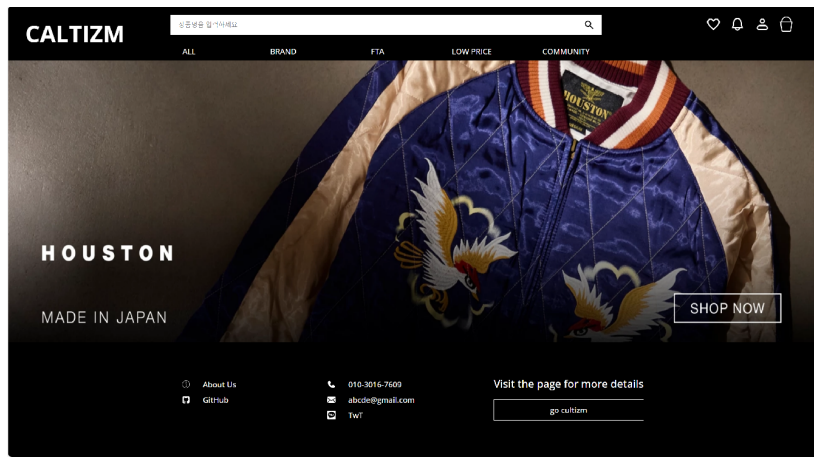 CALTIZM
상품명을 입력하세요
ALL BRAND FTA LOW PRICE COMMUNITY
HOUSTON
HOUSTON
MADE IN JAPAN
SHOP NOW
About Us
GitHub
010-3016-7609
abcde@gmail.com
TwT
Visit the page for more details
go cultizm